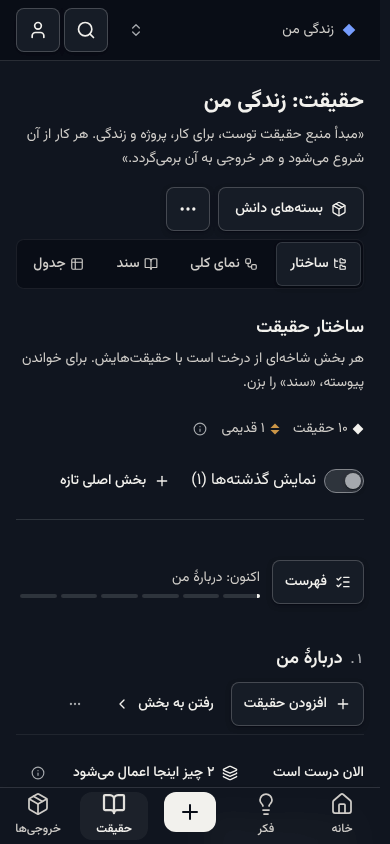 زندگی من
حقیقت: زندگی من
«مبدأ منبع حقیقت توست، برای کار، پروژه و زندگی. هر کار از آن
شروع می‌شود و هر خروجی به آن برمی‌گردد.»
بسته‌های دانش
ساختار نمای کلی سند جدول
ساختار حقیقت
هر بخش شاخه‌ای از درخت است با حقیقت‌هایش. برای خواندن
پیوسته، «سند» را بزن.
۱۰ حقیقت ۱ قدیمی
نمایش گذشته‌ها (۱) + بخش اصلی تازه
فهرست اکنون: دربارهٔ من
۱. دربارهٔ من
+ افزودن حقیقت رفتن به بخش
الان درست است ۲ چیز اینجا اعمال می‌شود
خانه فکر + حقیقت خروجی‌ها